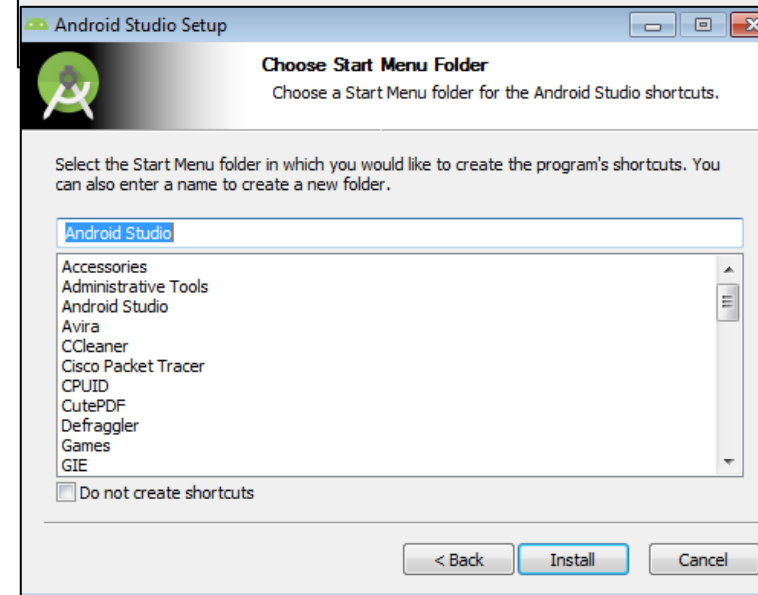 Android Studio Setup
Choose Start Menu Folder
Choose a Start Menu folder for the Android Studio shortcuts.
Select the Start Menu folder in which you would like to create the program's shortcuts. You
can also enter a name to create a new folder.
Android Studio
Accessories
Administrative Tools
Android Studio
Avira
CCleaner
Cisco Packet Tracer
CPUID
CutePDF
Defraggler
Games
GIE
Do not create shortcuts
< Back Install Cancel